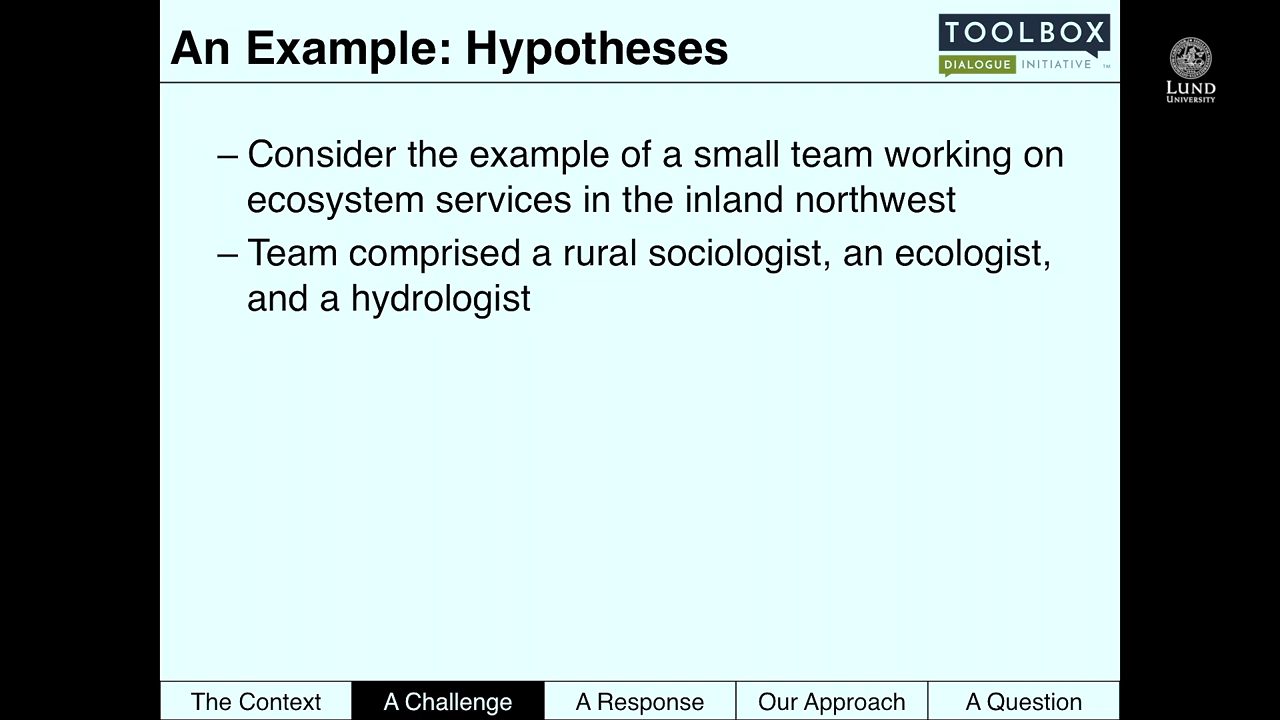 An Example: Hypotheses
TOOLBOX
DIALOGUE INITIATIVE ™
LUND
UNIVERSITY
– Consider the example of a small team working on
ecosystem services in the inland northwest
– Team comprised a rural sociologist, an ecologist,
and a hydrologist
The Context A Challenge A Response Our Approach A Question